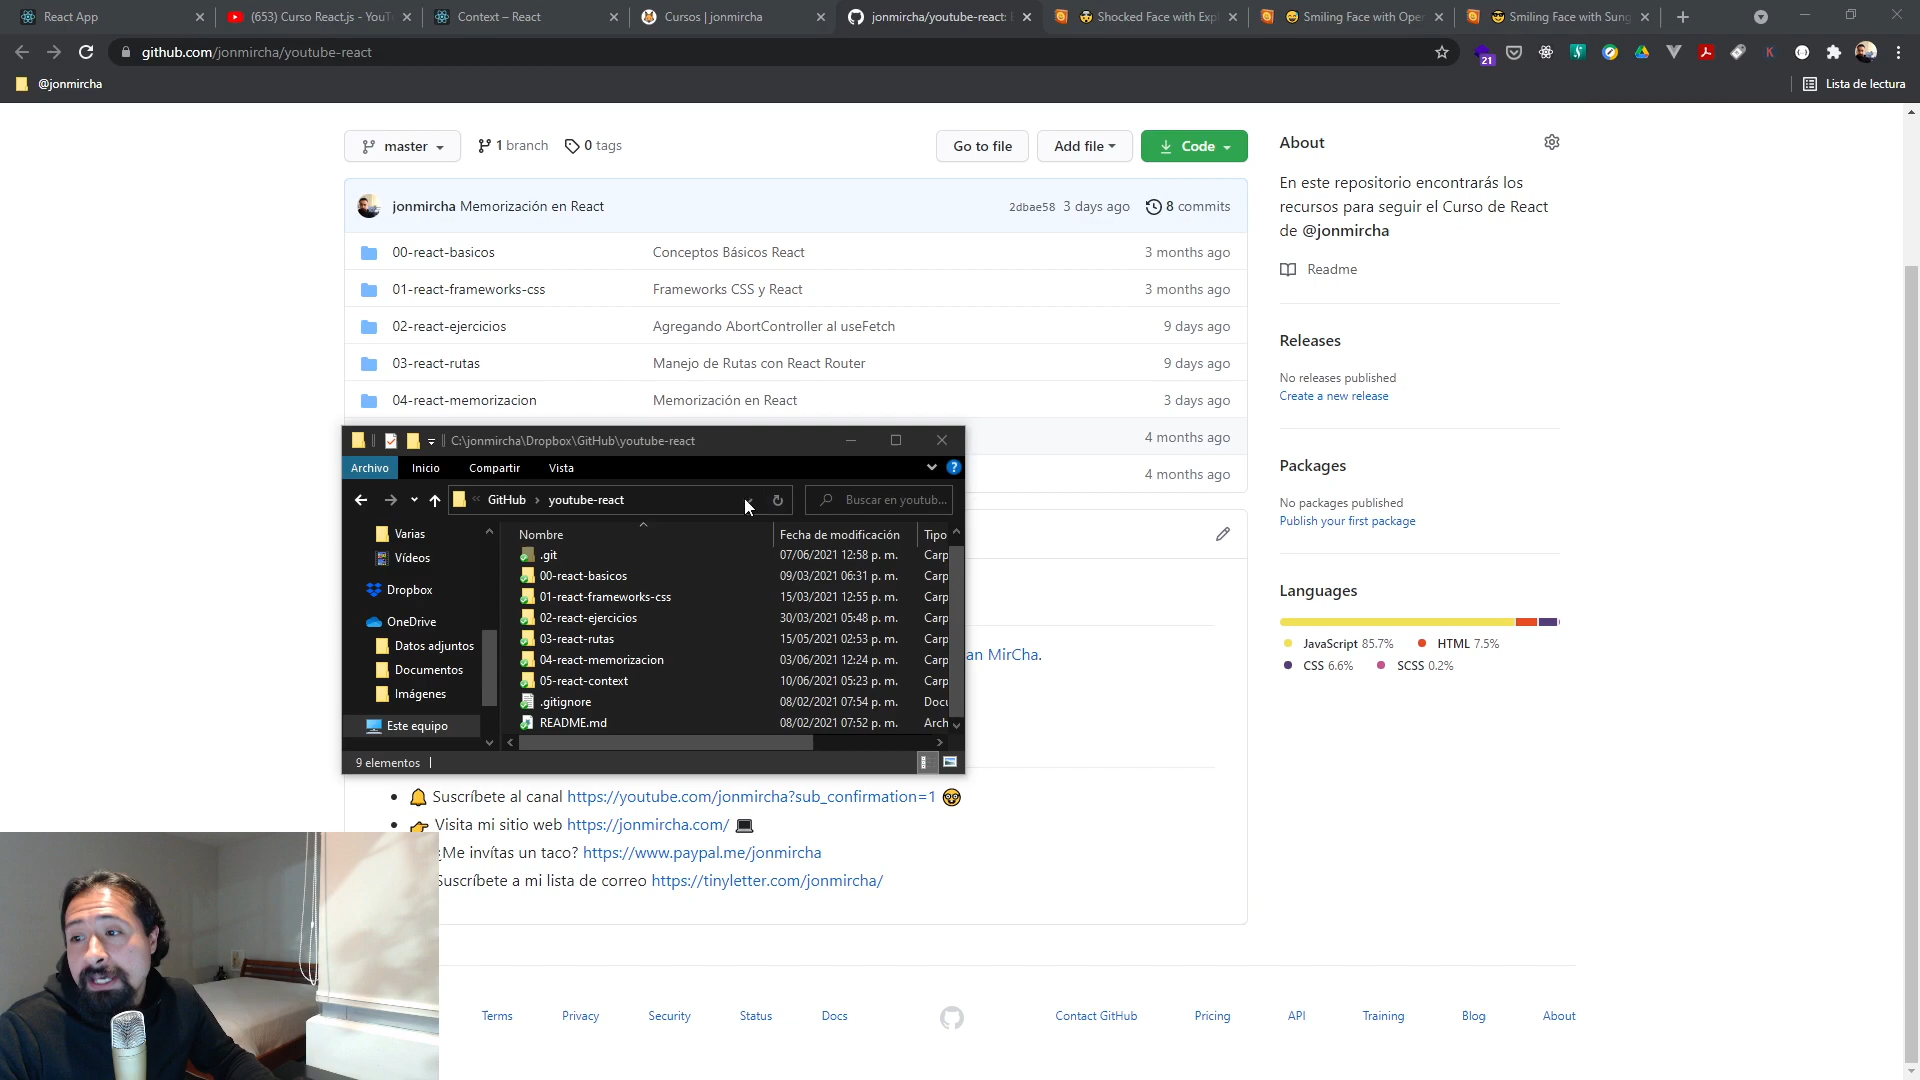 React App
(653) Curso React.js - YouT
Context – React
Cursos | jonmircha
jonmircha/youtube-react: E
Shocked Face with Expl
Smiling Face with Oper
Smiling Face with Sung
github.com/jonmircha/youtube-react
21
@jonmircha
Lista de lectura
master
1 branch
0 tags
Go to file
Add file
Code
About
En este repositorio encontrarás los
recursos para seguir el Curso de React
de @jonmircha
Readme
jonmircha Memorización en React
2dbae58 3 days ago
8 commits
00-react-basicos Conceptos Básicos React 3 months ago
01-react-frameworks-css Frameworks CSS y React 3 months ago
02-react-ejercicios Agregando AbortController al useFetch 9 days ago
03-react-rutas Manejo de Rutas con React Router 9 days ago
04-react-memorizacion Memorización en React 3 days ago
4 months ago
4 months ago
Releases
No releases published
Create a new release
Packages
No packages published
Publish your first package
Languages
JavaScript 85.7% HTML 7.5%
CSS 6.6% SCSS 0.2%
C:\jonmircha\Dropbox\GitHub\youtube-react
Archivo Inicio Compartir Vista
GitHub › youtube-react
Buscar en youtub...
Varias
Vídeos
Dropbox
OneDrive
Datos adjuntos
Documentos
Imágenes
Este equipo
Nombre Fecha de modificación Tipo
.git 07/06/2021 12:58 p. m. Carp
00-react-basicos 09/03/2021 06:31 p. m. Carp
01-react-frameworks-css 15/03/2021 12:55 p. m. Carp
02-react-ejercicios 30/03/2021 05:48 p. m. Carp
03-react-rutas 15/05/2021 02:53 p. m. Carp
04-react-memorizacion 03/06/2021 12:24 p. m. Carp
05-react-context 10/06/2021 05:23 p. m. Carp
.gitignore 08/02/2021 07:54 p. m. Docu
README.md 08/02/2021 07:52 p. m. Arch
9 elementos
an MirCha.
Suscríbete al canal https://youtube.com/jonmircha?sub_confirmation=1
Visita mi sitio web https://jonmircha.com/
¿Me invítas un taco? https://www.paypal.me/jonmircha
Suscríbete a mi lista de correo https://tinyletter.com/jonmircha/
Terms
Privacy
Security
Status
Docs
Contact GitHub
Pricing
API
Training
Blog
About